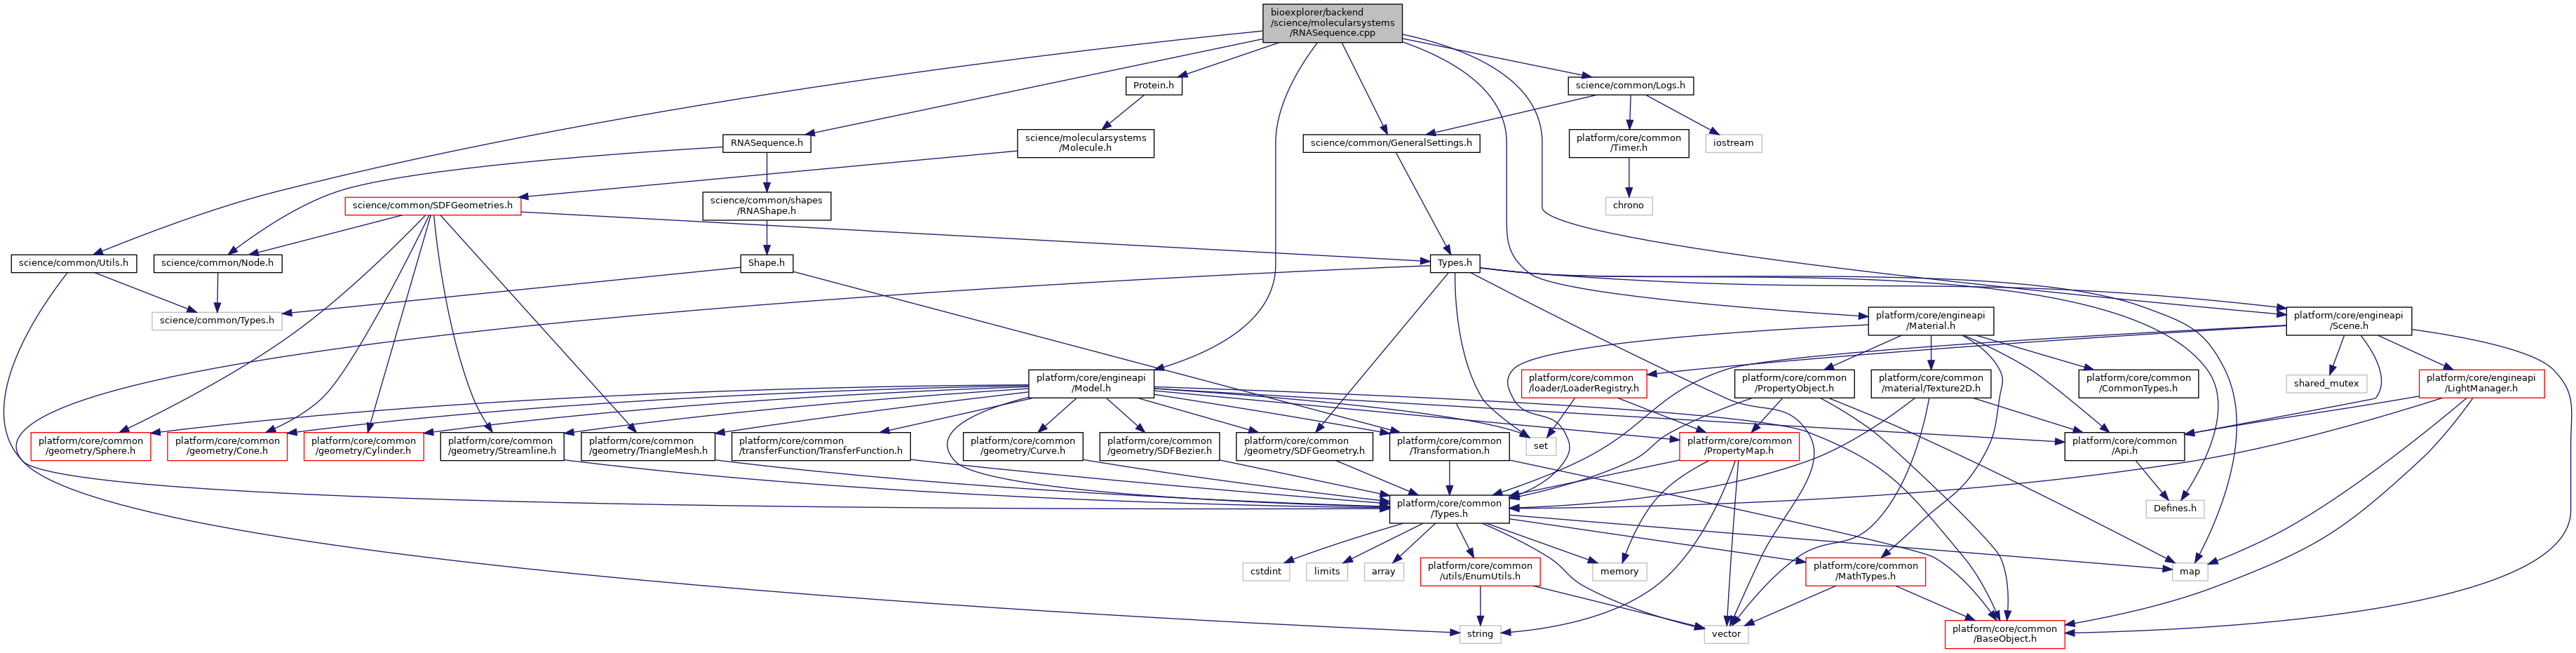 bioexplorer/backend
/science/molecularsystems
/RNASequence.cpp
Protein.h
science/common/Logs.h
RNASequence.h
science/molecularsystems
/Molecule.h
science/common/GeneralSettings.h
platform/core/common
/Timer.h
iostream
science/common/SDFGeometries.h
science/common/shapes
/RNAShape.h
chrono
science/common/Utils.h
science/common/Node.h
Shape.h
Types.h
science/common/Types.h
platform/core/engineapi
/Material.h
platform/core/engineapi
/Scene.h
platform/core/engineapi
/Model.h
platform/core/common
/loader/LoaderRegistry.h
platform/core/common
/PropertyObject.h
platform/core/common
/material/Texture2D.h
platform/core/common
/CommonTypes.h
shared_mutex
platform/core/engineapi
/LightManager.h
platform/core/common
/geometry/Sphere.h
platform/core/common
/geometry/Cone.h
platform/core/common
/geometry/Cylinder.h
platform/core/common
/geometry/Streamline.h
platform/core/common
/geometry/TriangleMesh.h
platform/core/common
/transferFunction/TransferFunction.h
platform/core/common
/geometry/Curve.h
platform/core/common
/geometry/SDFBezier.h
platform/core/common
/geometry/SDFGeometry.h
platform/core/common
/Transformation.h
set
platform/core/common
/PropertyMap.h
platform/core/common
/Api.h
platform/core/common
/Types.h
Defines.h
cstdint
limits
array
platform/core/common
/utils/EnumUtils.h
memory
platform/core/common
/MathTypes.h
map
string
vector
platform/core/common
/BaseObject.h